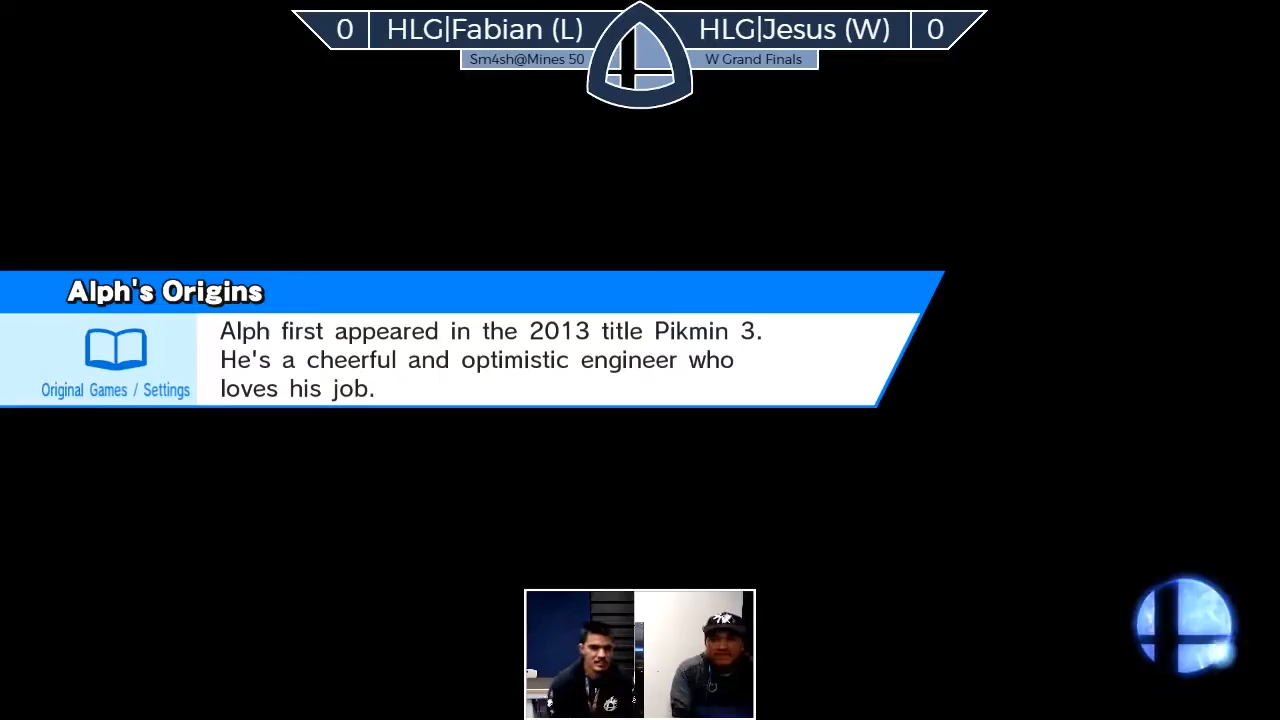 0 HLG|Fabian (L) HLG|Jesus (W) 0
Sm4sh@Mines 50 W Grand Finals
Alph's Origins
Alph first appeared in the 2013 title Pikmin 3.
He's a cheerful and optimistic engineer who
loves his job.
Original Games / Settings